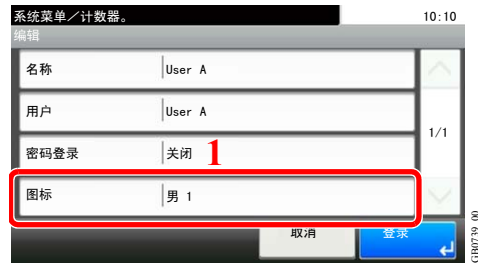 系统菜单／计数器。 10:10
编辑
名称 User A
用户 User A
1/1
密码登录 关闭 1
图标 男 1
取消 登录
GB0739_00